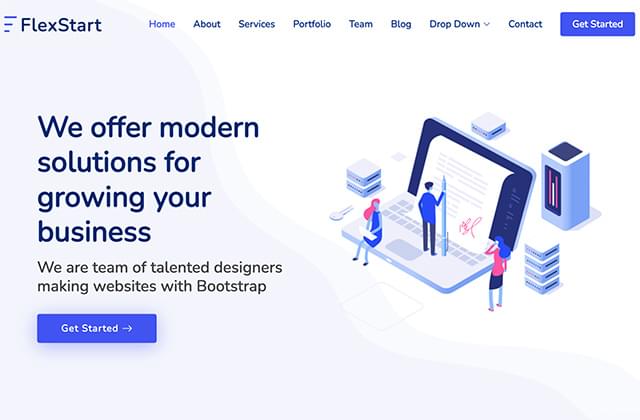 FlexStart
Home About Services Portfolio Team Blog Drop Down Contact Get Started
We offer modern
solutions for
growing your
business
We are team of talented designers
making websites with Bootstrap
Get Started →